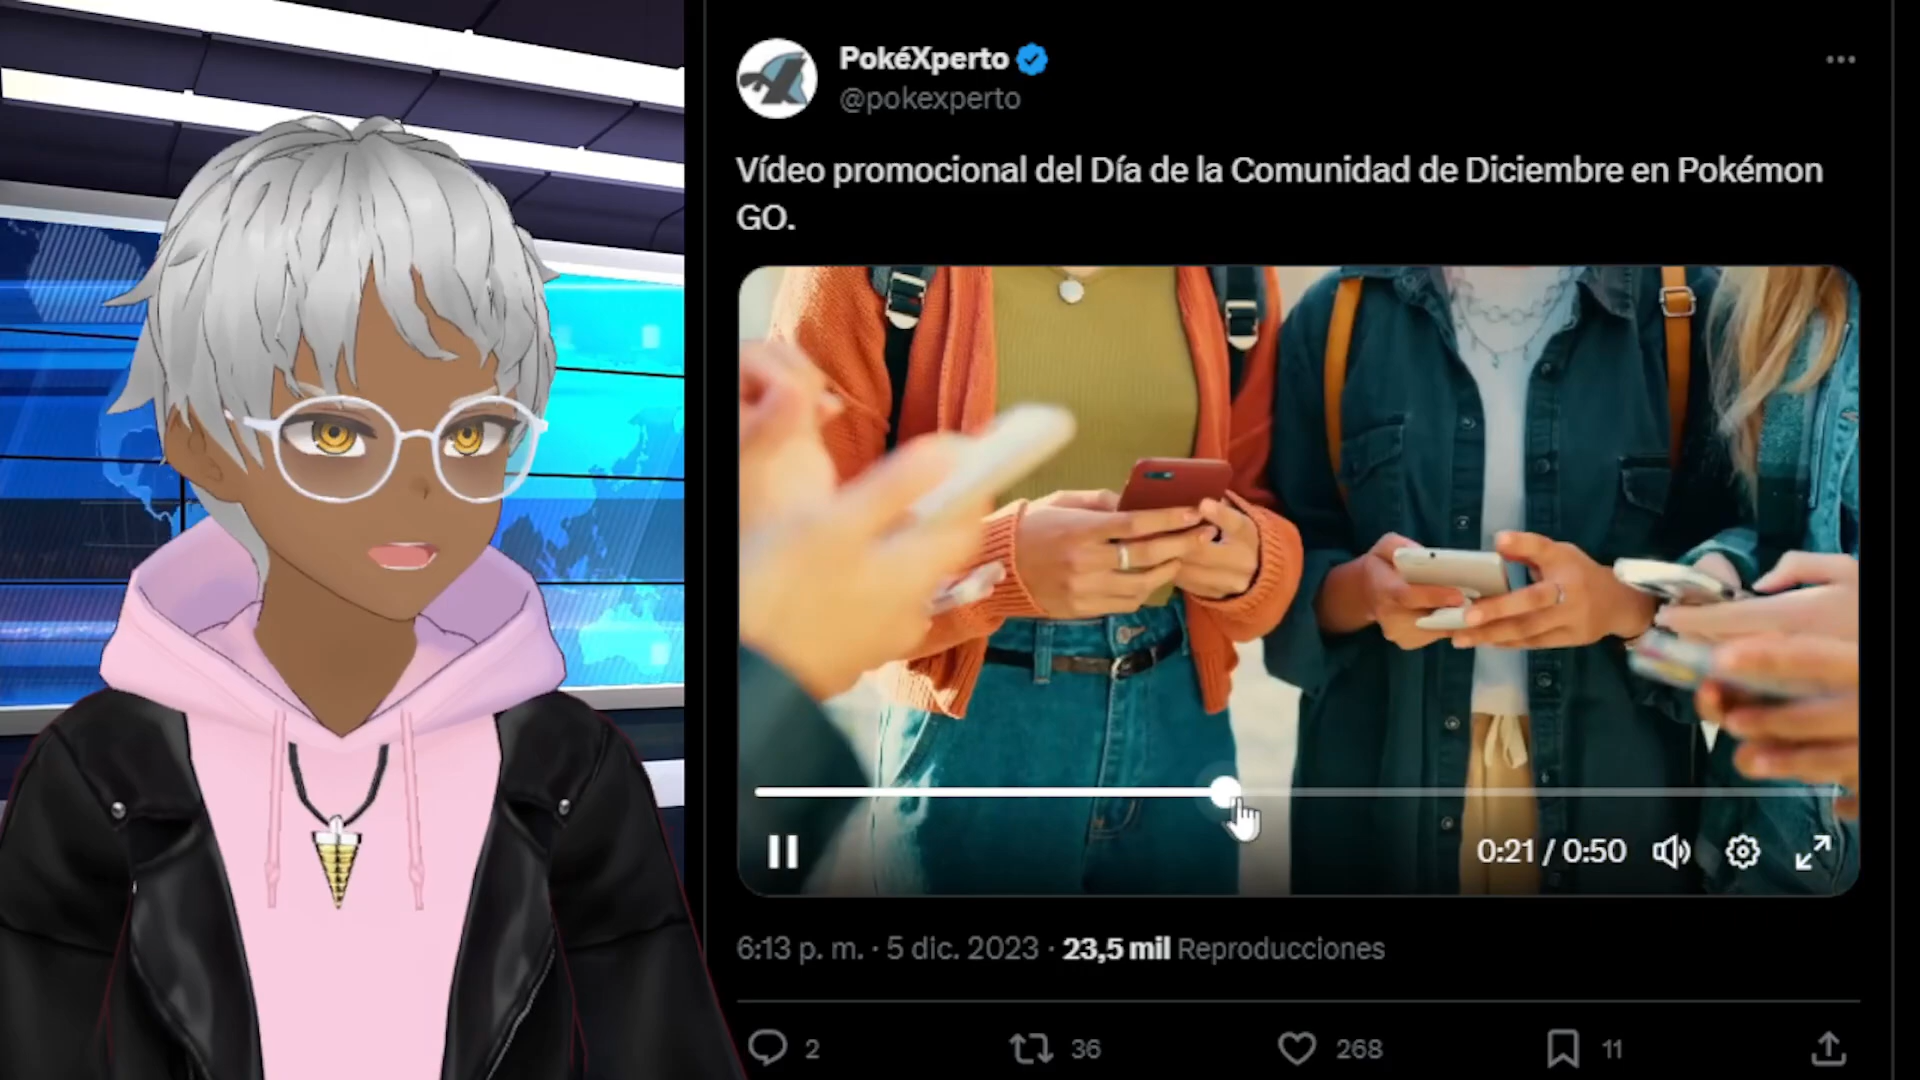 PokéXperto
@pokexperto
Vídeo promocional del Día de la Comunidad de Diciembre en Pokémon
GO.
0:21 / 0:50
6:13 p. m. · 5 dic. 2023 · 23,5 mil Reproducciones
2 36 268 11